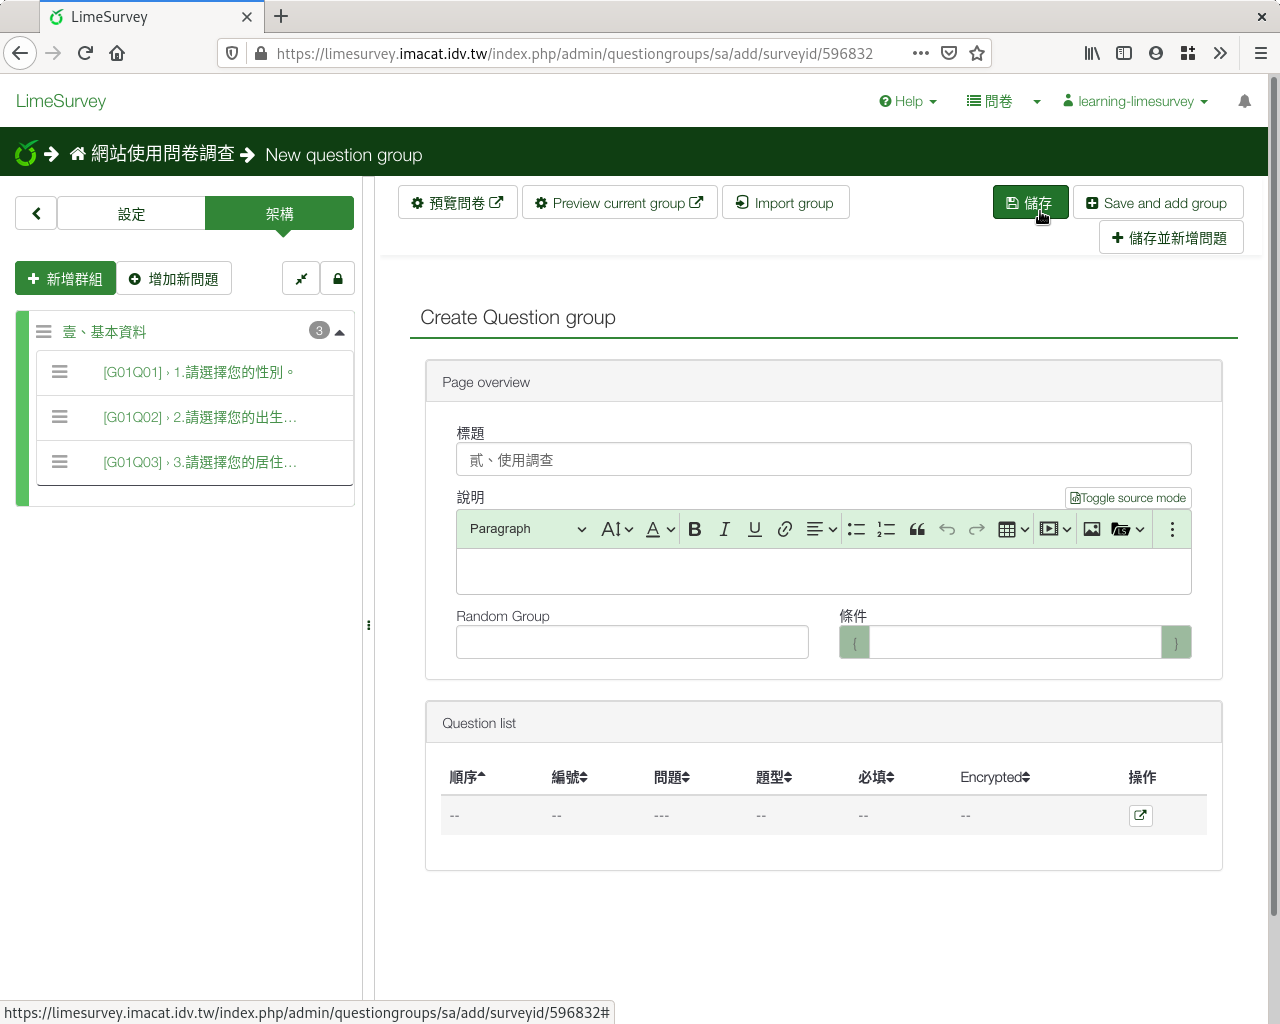 LimeSurvey
https://limesurvey.imacat.idv.tw/index.php/admin/questiongroups/sa/add/surveyid/596832
LimeSurvey
Help
問卷
learning-limesurvey
網站使用問卷調查
New question group
設定
架構
預覽問卷
Preview current group
Import group
儲存
Save and add group
儲存並新增問題
新增群組
增加新問題
壹、基本資料
3
[G01Q01] › 1.請選擇您的性別。
[G01Q02] › 2.請選擇您的出生...
[G01Q03] › 3.請選擇您的居住...
Create Question group
Page overview
標題
貳、使用調查
說明
Toggle source mode
Paragraph
Random Group
條件
{ }
Question list
順序 編號 問題 題型 必填 Encrypted 操作
-- -- --- -- -- --
https://limesurvey.imacat.idv.tw/index.php/admin/questiongroups/sa/add/surveyid/596832#